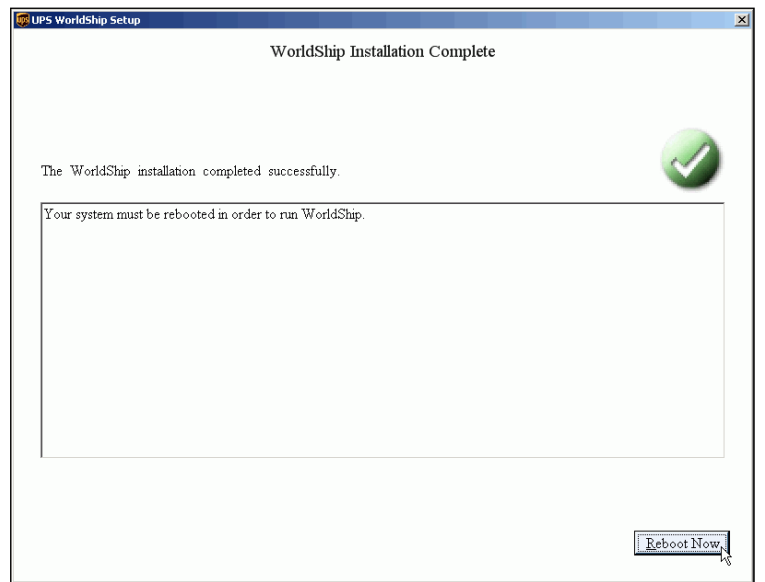 ups UPS WorldShip Setup
WorldShip Installation Complete
The WorldShip installation completed successfully.
Your system must be rebooted in order to run WorldShip.
Reboot Now